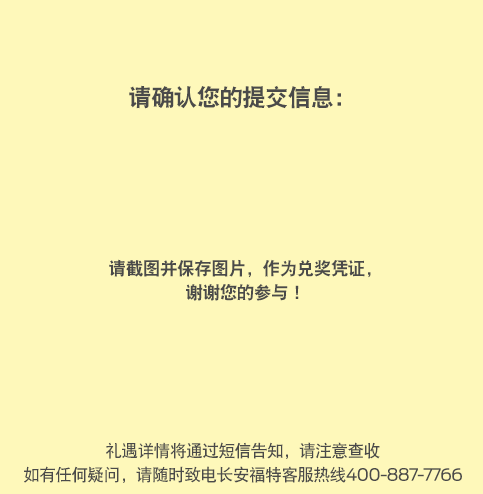 请确认您的提交信息：
请截图并保存图片，作为兑奖凭证，
谢谢您的参与！
礼遇详情将通过短信告知，请注意查收
如有任何疑问，请随时致电长安福特客服热线400-887-7766